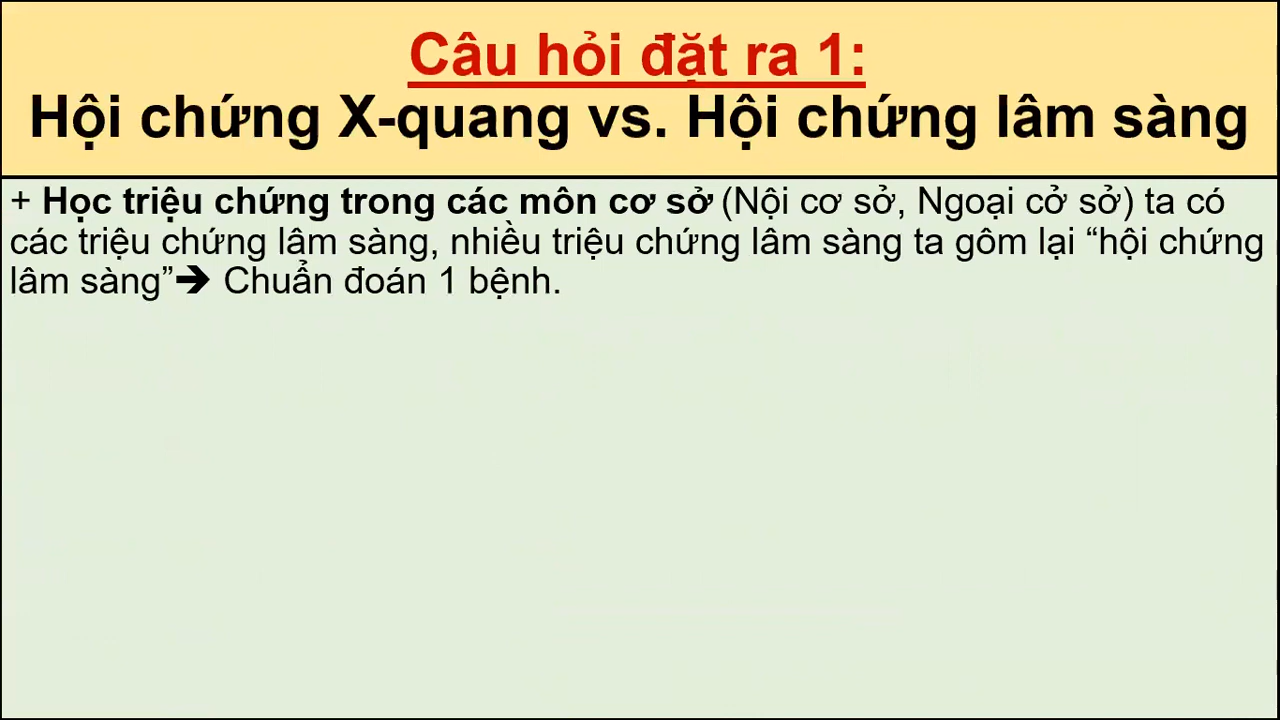 Câu hỏi đặt ra 1:
Hội chứng X-quang vs. Hội chứng lâm sàng
+ Học triệu chứng trong các môn cơ sở (Nội cơ sở, Ngoại cở sở) ta có
các triệu chứng lâm sàng, nhiều triệu chứng lâm sàng ta gôm lại “hội chứng
lâm sàng”➔ Chuẩn đoán 1 bệnh.